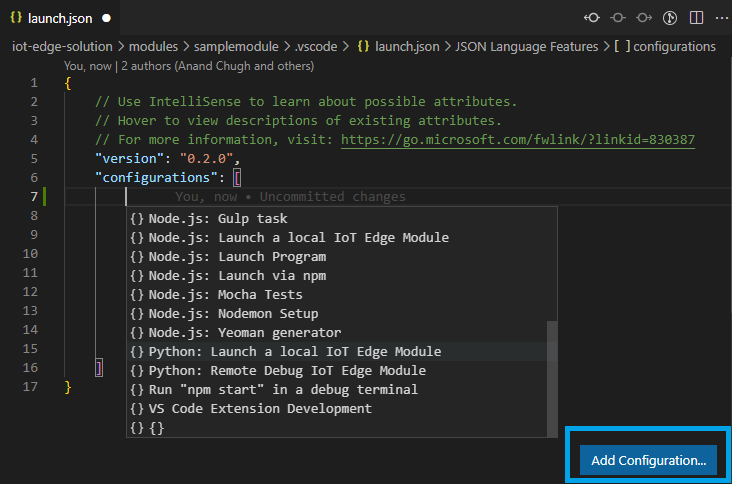 {} launch.json
iot-edge-solution > modules > samplemodule > .vscode > {} launch.json > JSON Language Features > [ ] configurations
You, now | 2 authors (Anand Chugh and others)
1 {
2 // Use IntelliSense to learn about possible attributes.
3 // Hover to view descriptions of existing attributes.
4 // For more information, visit: https://go.microsoft.com/fwlink/?linkid=830387
5 "version": "0.2.0",
6 "configurations": [
7 You, now • Uncommitted changes
8 {} Node.js: Gulp task
9 {} Node.js: Launch a local IoT Edge Module
10 {} Node.js: Launch Program
11 {} Node.js: Launch via npm
12 {} Node.js: Mocha Tests
13 {} Node.js: Nodemon Setup
14 {} Node.js: Yeoman generator
15 {} Python: Launch a local IoT Edge Module
16 ] {} Python: Remote Debug IoT Edge Module
17 } {} Run "npm start" in a debug terminal
{} VS Code Extension Development
{} {}
Add Configuration...